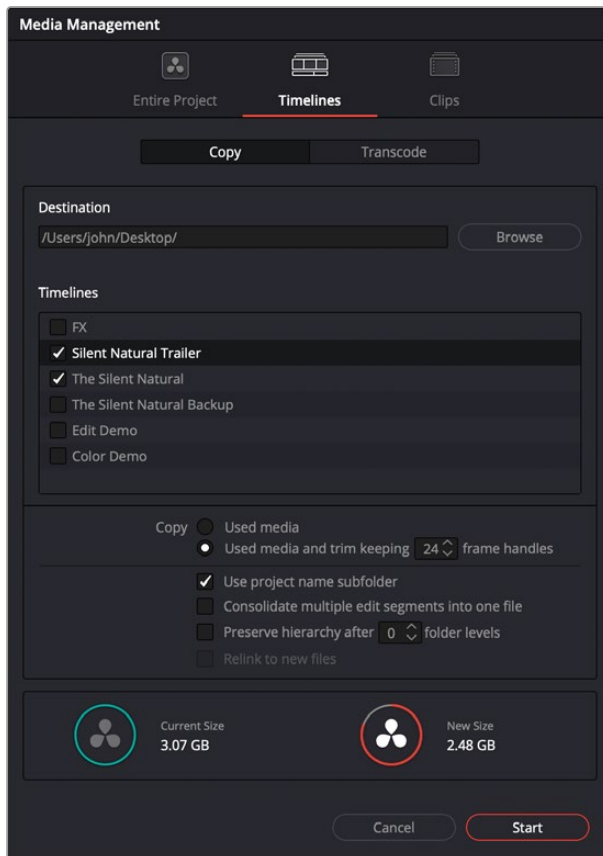 Media Management
Entire Project Timelines Clips
Copy Transcode
Destination
/Users/john/Desktop/ Browse
Timelines
FX
Silent Natural Trailer
The Silent Natural
The Silent Natural Backup
Edit Demo
Color Demo
Copy Used media
Used media and trim keeping 24 frame handles
Use project name subfolder
Consolidate multiple edit segments into one file
Preserve hierarchy after 0 folder levels
Relink to new files
Current Size New Size
3.07 GB 2.48 GB
Cancel Start